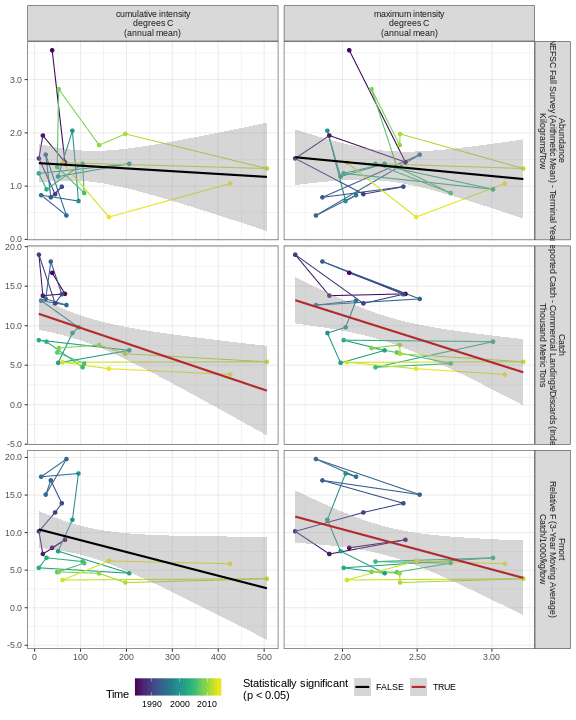 cumulative intensity
degrees C
(annual mean)
maximum intensity
degrees C
(annual mean)
3.0
2.0
1.0
0.0
Abundance
NEFSC Fall Survey (Arithmetic Mean) - Terminal Year
Kilograms/Tow
20.0
15.0
10.0
5.0
0.0
-5.0
Catch
eported Catch - Commercial Landings/Discards (Inde
Thousand Metric Tons
20.0
15.0
10.0
5.0
0.0
-5.0
Fmort
Relative F (3-Year Moving Average)
Catch/1000/kg/tow
0
100
200
300
400
500
2.00
2.50
3.00
Time
1990
2000
2010
Statistically significant
(p < 0.05)
FALSE
TRUE